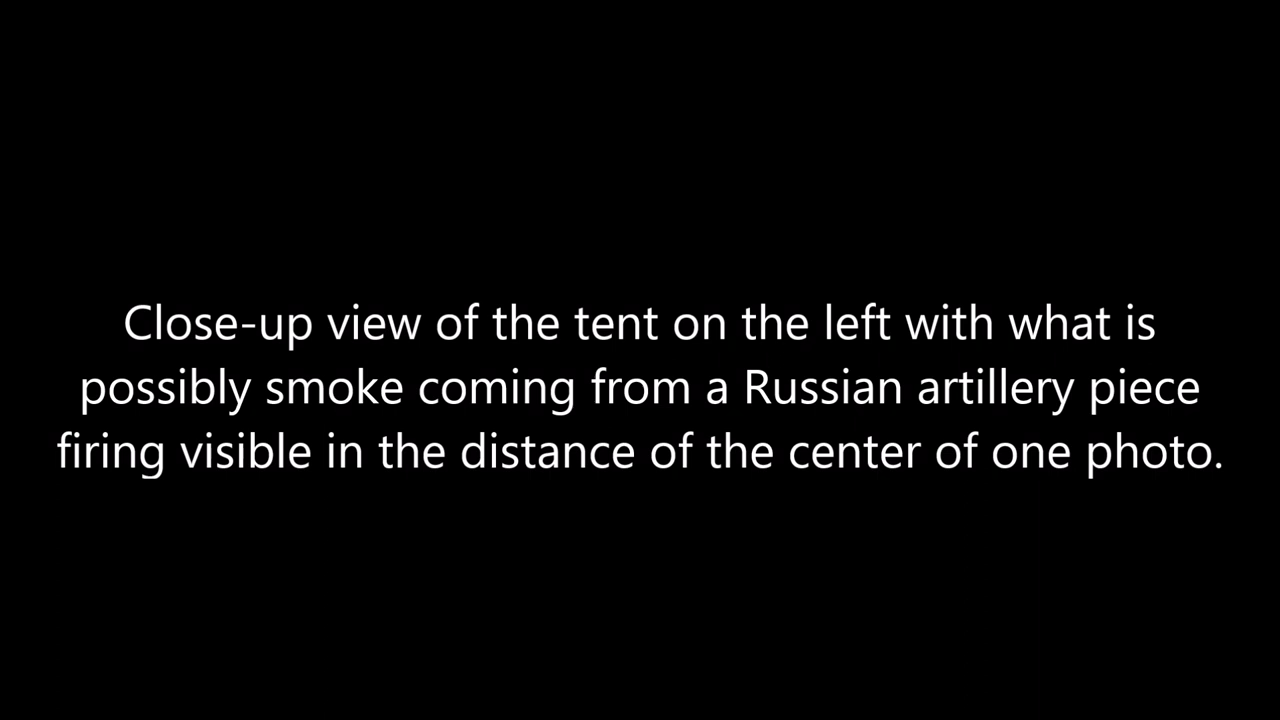 Close-up view of the tent on the left with what is
possibly smoke coming from a Russian artillery piece
firing visible in the distance of the center of one photo.